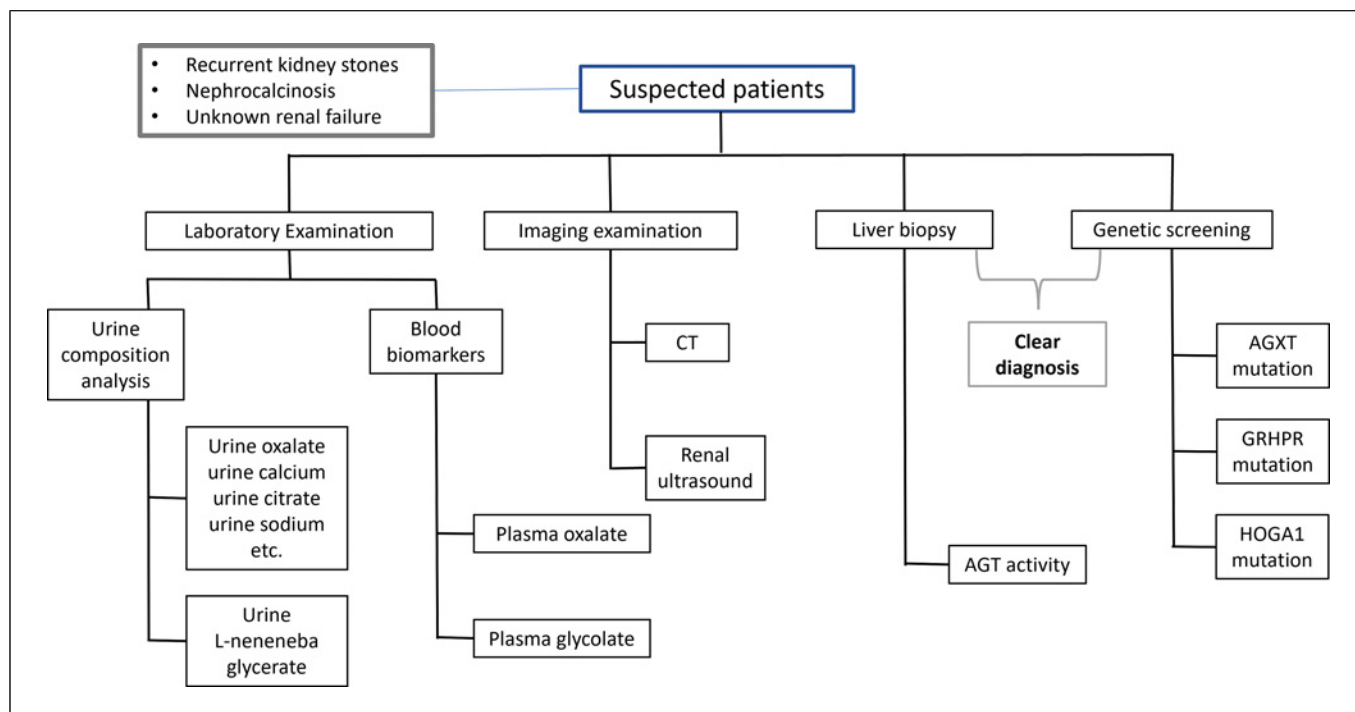 • Recurrent kidney stones
• Nephrocalcinosis
• Unknown renal failure
Suspected patients
Laboratory Examination
Imaging examination
Liver biopsy
Genetic screening
Urine
composition
analysis
Blood
biomarkers
CT
Clear
diagnosis
AGXT
mutation
Urine oxalate
urine calcium
urine citrate
urine sodium
etc.
Renal
ultrasound
GRHPR
mutation
Plasma oxalate
AGT activity
HOGA1
mutation
Urine
L-neneneba
glycerate
Plasma glycolate